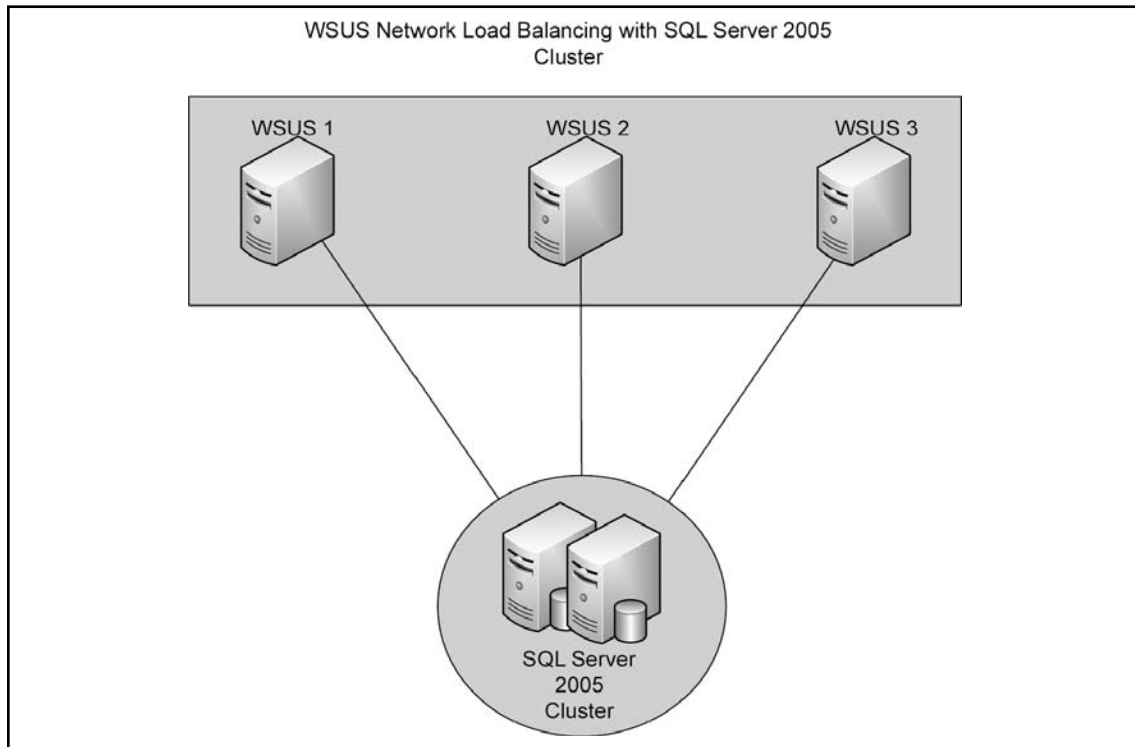 WSUS Network Load Balancing with SQL Server 2005
Cluster
WSUS 1
WSUS 2
WSUS 3
SQL Server
2005
Cluster